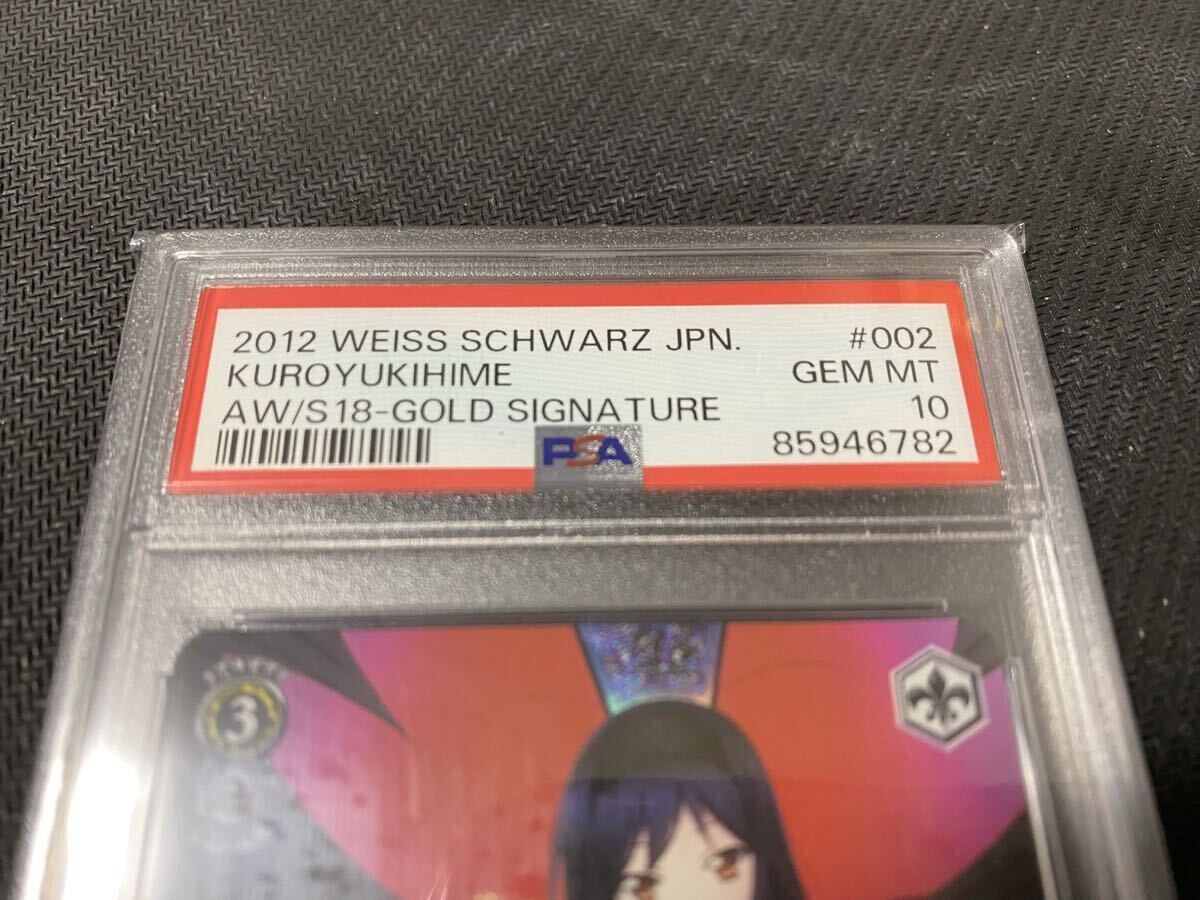 2012 WEISS SCHWARZ JPN. #002
KUROYUKIHIME GEM MT
AW/S18-GOLD SIGNATURE 10
85946782
PSA
3